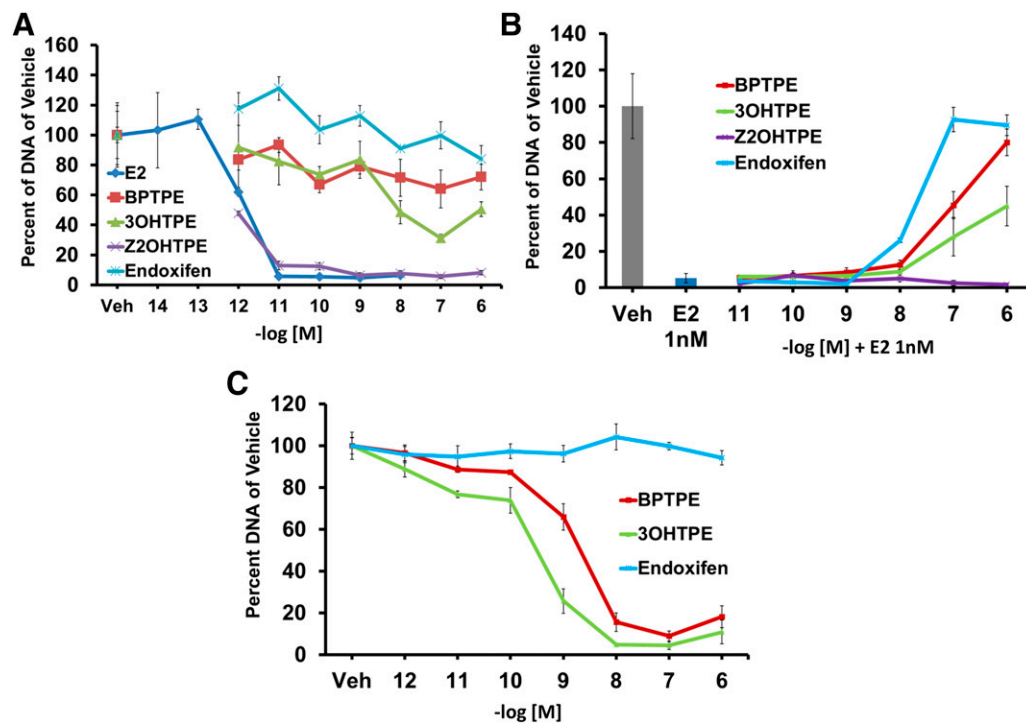 A
Percent of DNA of Vehicle
160
140
120
100
80
60
40
20
0
E2
BPTPE
3OHTPE
Z2OHTPE
Endoxifen
Veh 14 13 12 11 10 9 8 7 6
-log [M]
B
Percent of DNA of Vehicle
140
120
100
80
60
40
20
0
BPTPE
3OHTPE
Z2OHTPE
Endoxifen
Veh E2 11 10 9 8 7 6
1nM
-log [M] + E2 1nM
C
Percent DNA of Vehicle
120
100
80
60
40
20
0
BPTPE
3OHTPE
Endoxifen
Veh 12 11 10 9 8 7 6
-log [M]